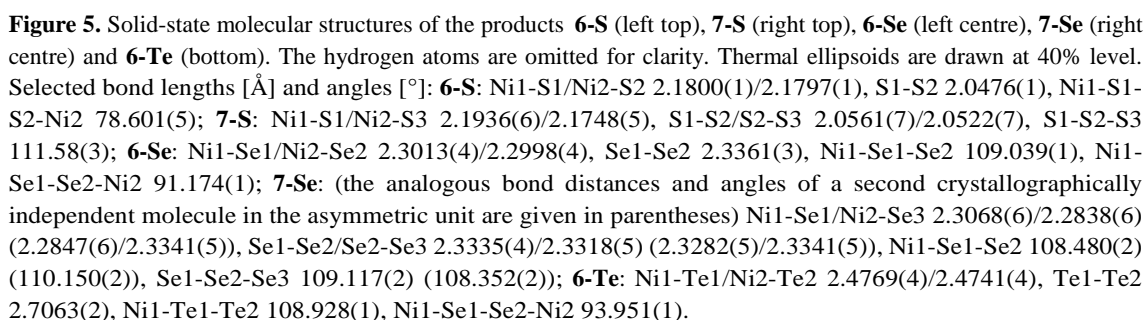 Figure 5. Solid-state molecular structures of the products 6-S (left top), 7-S (right top), 6-Se (left centre), 7-Se (right
centre) and 6-Te (bottom). The hydrogen atoms are omitted for clarity. Thermal ellipsoids are drawn at 40% level.
Selected bond lengths [Å] and angles [°]: 6-S: Ni1-S1/Ni2-S2 2.1800(1)/2.1797(1), S1-S2 2.0476(1), Ni1-S1-
S2-Ni2 78.601(5); 7-S: Ni1-S1/Ni2-S3 2.1936(6)/2.1748(5), S1-S2/S2-S3 2.0561(7)/2.0522(7), S1-S2-S3
111.58(3); 6-Se: Ni1-Se1/Ni2-Se2 2.3013(4)/2.2998(4), Se1-Se2 2.3361(3), Ni1-Se1-Se2 109.039(1), Ni1-
Se1-Se2-Ni2 91.174(1); 7-Se: (the analogous bond distances and angles of a second crystallographically
independent molecule in the asymmetric unit are given in parentheses) Ni1-Se1/Ni2-Se3 2.3068(6)/2.2838(6)
(2.2847(6)/2.3341(5)), Se1-Se2/Se2-Se3 2.3335(4)/2.3318(5) (2.3282(5)/2.3341(5)), Ni1-Se1-Se2 108.480(2)
(110.150(2)), Se1-Se2-Se3 109.117(2) (108.352(2)); 6-Te: Ni1-Te1/Ni2-Te2 2.4769(4)/2.4741(4), Te1-Te2
2.7063(2), Ni1-Te1-Te2 108.928(1), Ni1-Se1-Se2-Ni2 93.951(1).